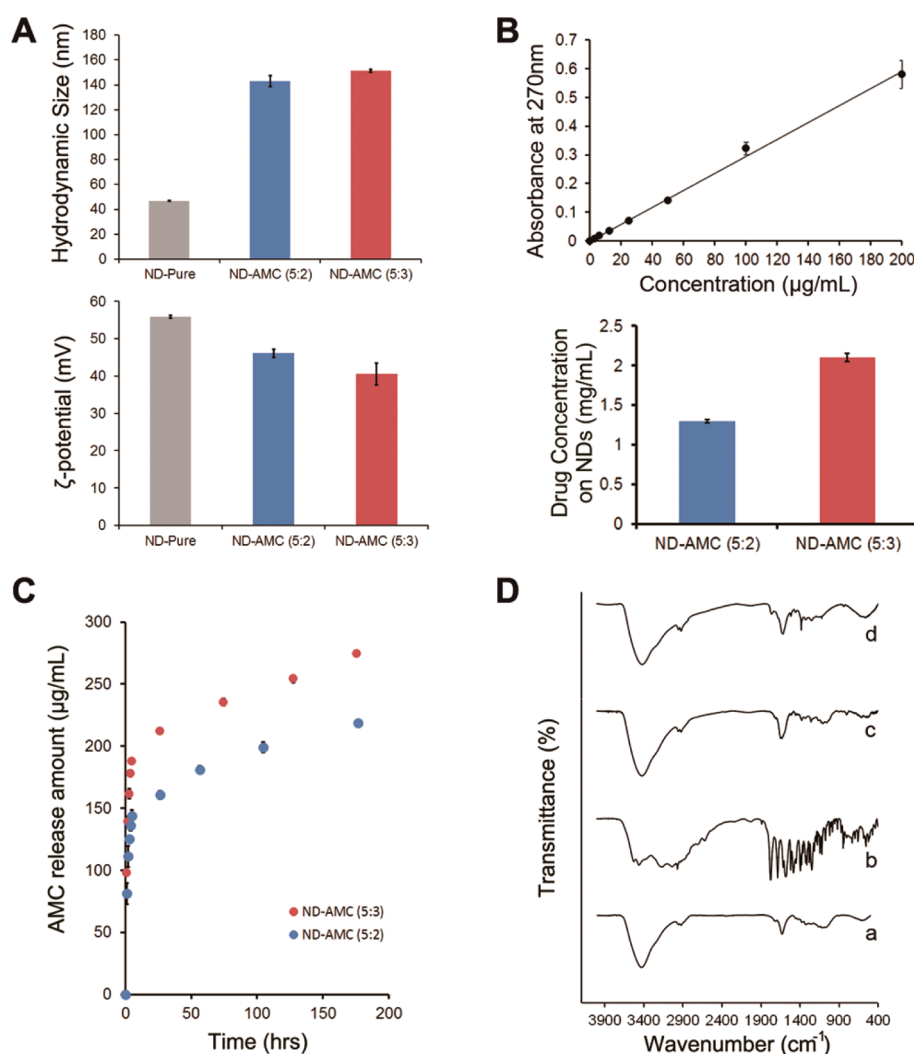 A
Hydrodynamic Size (nm)
180
160
140
120
100
80
60
40
20
0
ND-Pure
ND-AMC (5:2)
ND-AMC (5:3)
ζ-potential (mV)
60
50
40
30
20
10
0
ND-Pure
ND-AMC (5:2)
ND-AMC (5:3)
B
Absorbance at 270nm
0.7
0.6
0.5
0.4
0.3
0.2
0.1
0
0 20 40 60 80 100 120 140 160 180 200
Concentration (µg/mL)
Drug Concentration
on NDs (mg/mL)
2.5
2
1.5
1
0.5
0
ND-AMC (5:2)
ND-AMC (5:3)
C
AMC release amount (µg/mL)
300
250
200
150
100
50
0
ND-AMC (5:3)
ND-AMC (5:2)
0 50 100 150 200
Time (hrs)
D
Transmittance (%)
d
c
b
a
3900 3400 2900 2400 1900 1400 900 400
Wavenumber (cm-1)